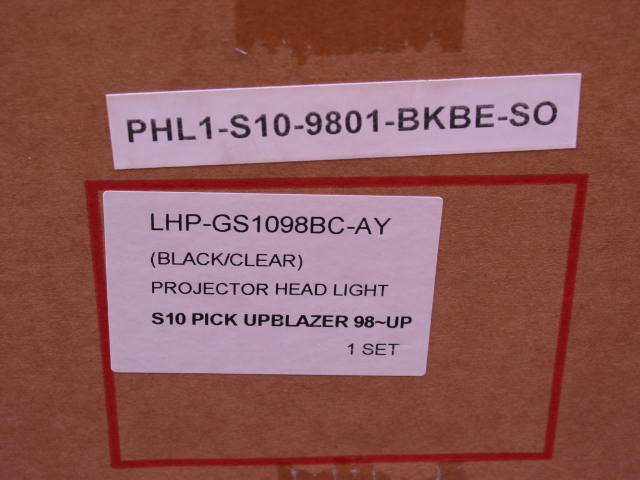 PHL1-S10-9801-BKBE-SO
LHP-GS1098BC-AY
(BLACK/CLEAR)
PROJECTOR HEAD LIGHT
S10 PICK UPBLAZER 98~UP
1 SET